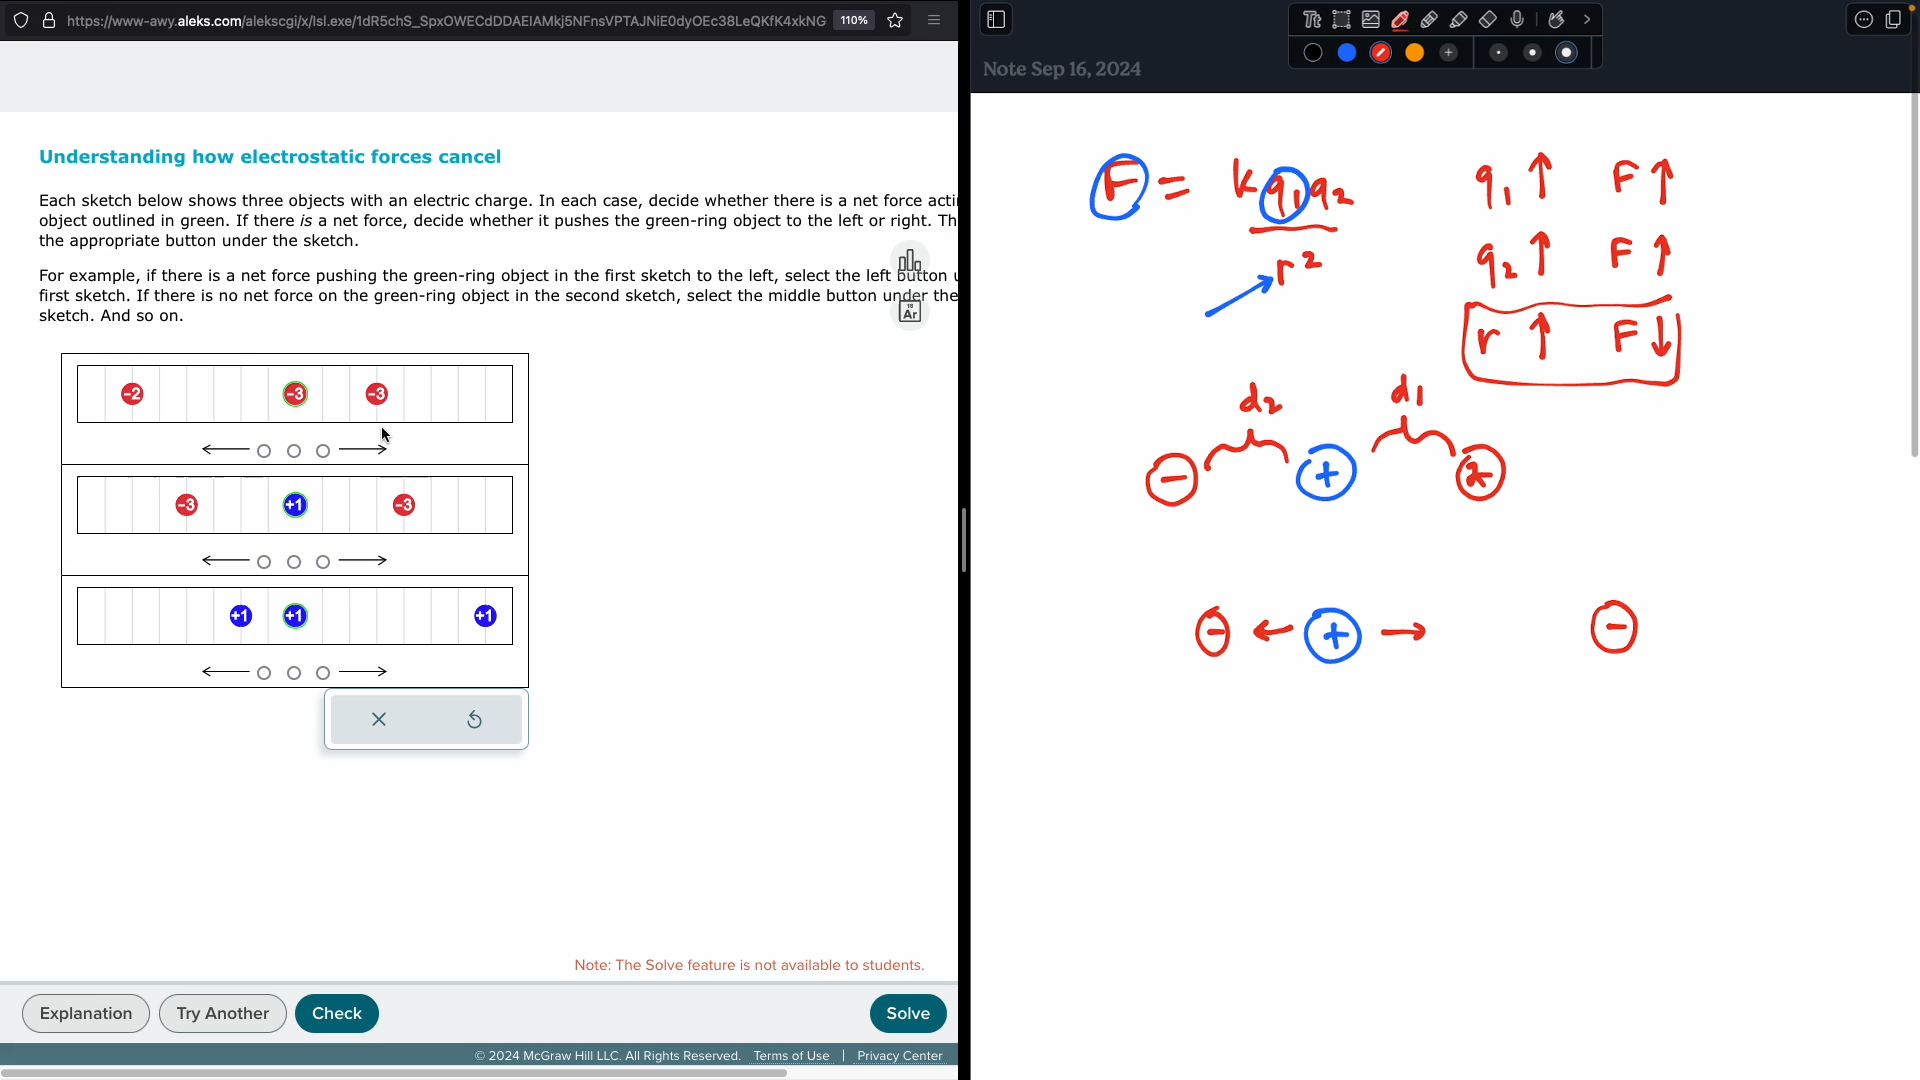 https://www-awy.aleks.com/alekscgi/x/lsl.exe/1dR5chS_SpxOWECdDDAEIAMkj5NFnsVPTAJNiE0dyOEc38LeQKfK4xkNG
110%
Understanding how electrostatic forces cancel
Each sketch below shows three objects with an electric charge. In each case, decide whether there is a net force acti
object outlined in green. If there is a net force, decide whether it pushes the green-ring object to the left or right. Th
the appropriate button under the sketch.
For example, if there is a net force pushing the green-ring object in the first sketch to the left, select the left button u
first sketch. If there is no net force on the green-ring object in the second sketch, select the middle button under the
sketch. And so on.
18
Ar
−2 −3 −3
−3 +1 −3
+1 +1 +1
Note: The Solve feature is not available to students.
Explanation Try Another Check Solve
© 2024 McGraw Hill LLC. All Rights Reserved. Terms of Use | Privacy Center
Tt
Note Sep 16, 2024
F = k q₁ q₂
r²
q₁ ↑ F ↑
q₂ ↑ F ↑
r ↑ F ↓
d₂ d₁
− +
− ← + → −